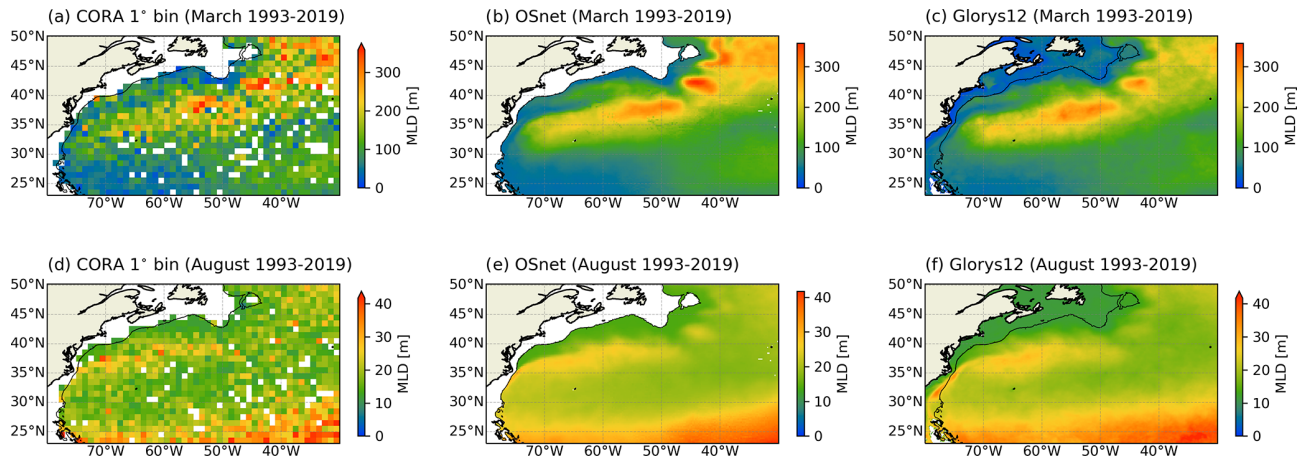 (a) CORA 1° bin (March 1993-2019)
(b) OSnet (March 1993-2019)
(c) Glorys12 (March 1993-2019)
50°N
45°N
40°N
35°N
30°N
25°N
70°W 60°W 50°W 40°W
300
200
100
0
MLD [m]
50°N
45°N
40°N
35°N
30°N
25°N
70°W 60°W 50°W 40°W
300
200
100
0
MLD [m]
50°N
45°N
40°N
35°N
30°N
25°N
70°W 60°W 50°W 40°W
300
200
100
0
MLD [m]
(d) CORA 1° bin (August 1993-2019)
(e) OSnet (August 1993-2019)
(f) Glorys12 (August 1993-2019)
50°N
45°N
40°N
35°N
30°N
25°N
70°W 60°W 50°W 40°W
40
30
20
10
0
MLD [m]
50°N
45°N
40°N
35°N
30°N
25°N
70°W 60°W 50°W 40°W
40
30
20
10
0
MLD [m]
50°N
45°N
40°N
35°N
30°N
25°N
70°W 60°W 50°W 40°W
40
30
20
10
0
MLD [m]